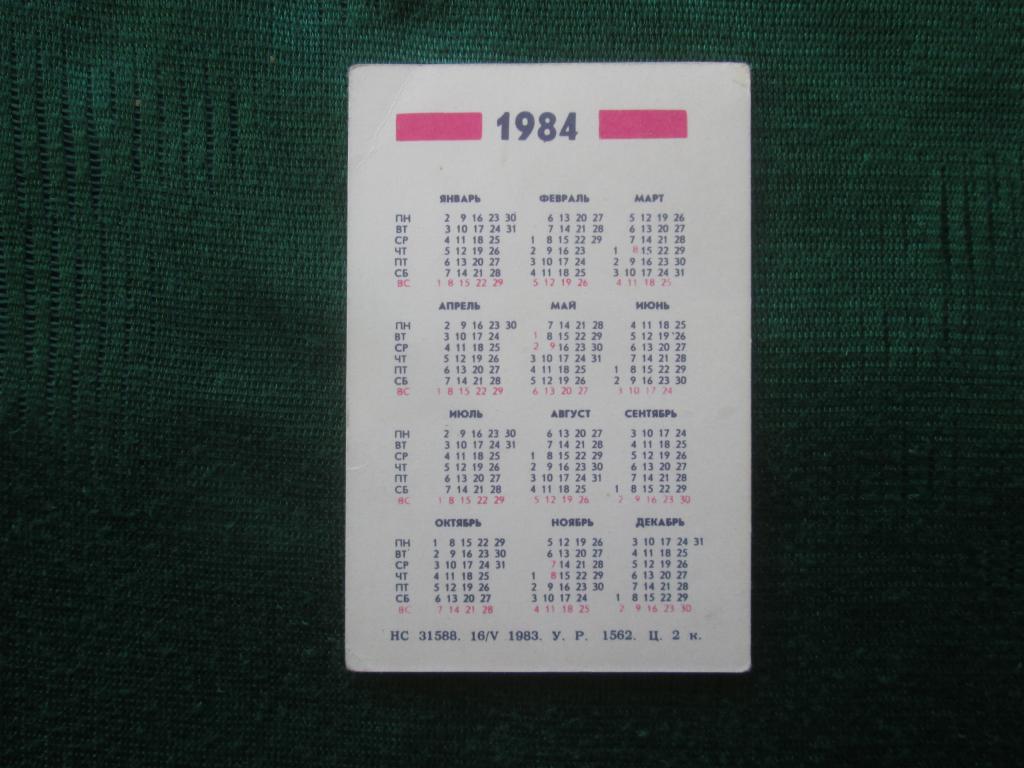 1984
ЯНВАРЬ ФЕВРАЛЬ МАРТ
ПН 2 9 16 23 30 6 13 20 27 5 12 19 26
ВТ 3 10 17 24 31 7 14 21 28 6 13 20 27
СР 4 11 18 25 1 8 15 22 29 7 14 21 28
ЧТ 5 12 19 26 2 9 16 23 1 8 15 22 29
ПТ 6 13 20 27 3 10 17 24 2 9 16 23 30
СБ 7 14 21 28 4 11 18 25 3 10 17 24 31
ВС 1 8 15 22 29 5 12 19 26 4 11 18 25
АПРЕЛЬ МАЙ ИЮНЬ
ПН 2 9 16 23 30 7 14 21 28 4 11 18 25
ВТ 3 10 17 24 1 8 15 22 29 5 12 19 26
СР 4 11 18 25 2 9 16 23 30 6 13 20 27
ЧТ 5 12 19 26 3 10 17 24 31 7 14 21 28
ПТ 6 13 20 27 4 11 18 25 1 8 15 22 29
СБ 7 14 21 28 5 12 19 26 2 9 16 23 30
ВС 1 8 15 22 29 6 13 20 27 3 10 17 24
ИЮЛЬ АВГУСТ СЕНТЯБРЬ
ПН 2 9 16 23 30 6 13 20 27 3 10 17 24
ВТ 3 10 17 24 31 7 14 21 28 4 11 18 25
СР 4 11 18 25 1 8 15 22 29 5 12 19 26
ЧТ 5 12 19 26 2 9 16 23 30 6 13 20 27
ПТ 6 13 20 27 3 10 17 24 31 7 14 21 28
СБ 7 14 21 28 4 11 18 25 1 8 15 22 29
ВС 1 8 15 22 29 5 12 19 26 2 9 16 23 30
ОКТЯБРЬ НОЯБРЬ ДЕКАБРЬ
ПН 1 8 15 22 29 5 12 19 26 3 10 17 24 31
ВТ 2 9 16 23 30 6 13 20 27 4 11 18 25
СР 3 10 17 24 31 7 14 21 28 5 12 19 26
ЧТ 4 11 18 25 1 8 15 22 29 6 13 20 27
ПТ 5 12 19 26 2 9 16 23 30 7 14 21 28
СБ 6 13 20 27 3 10 17 24 1 8 15 22 29
ВС 7 14 21 28 4 11 18 25 2 9 16 23 30
НС 31588. 16/V 1983. У. Р. 1562. Ц. 2 к.